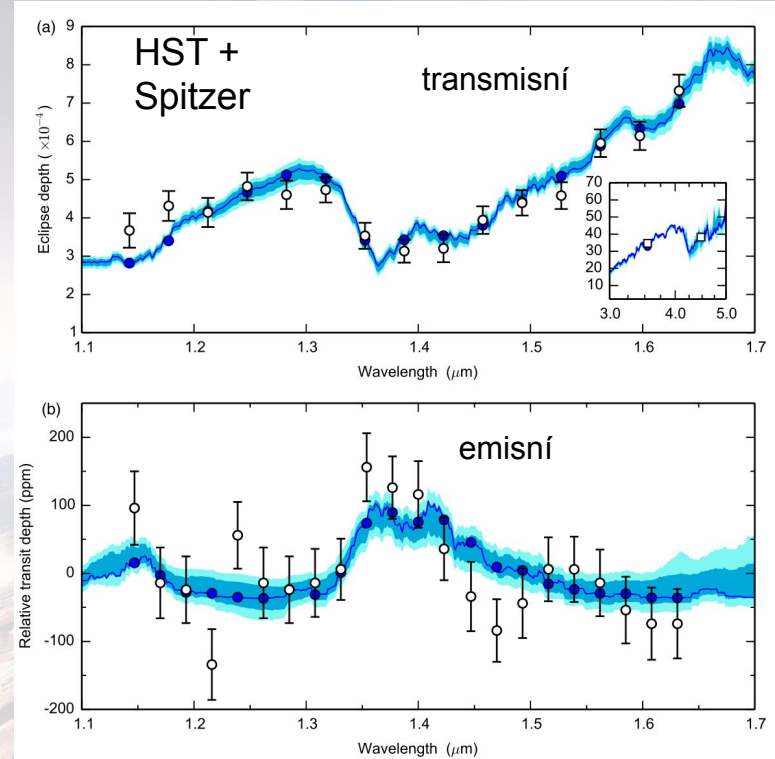 (a)
HST +
Spitzer
transmisní
Eclipse depth ( ×10⁻⁴)
9
8
7
6
5
4
3
2
1
70
60
50
40
30
20
10
3.0 4.0 5.0
1.1 1.2 1.3 1.4 1.5 1.6 1.7
Wavelength (μm)
(b)
emisní
Relative transit depth (ppm)
200
100
0
-100
-200
1.1 1.2 1.3 1.4 1.5 1.6 1.7
Wavelength (μm)